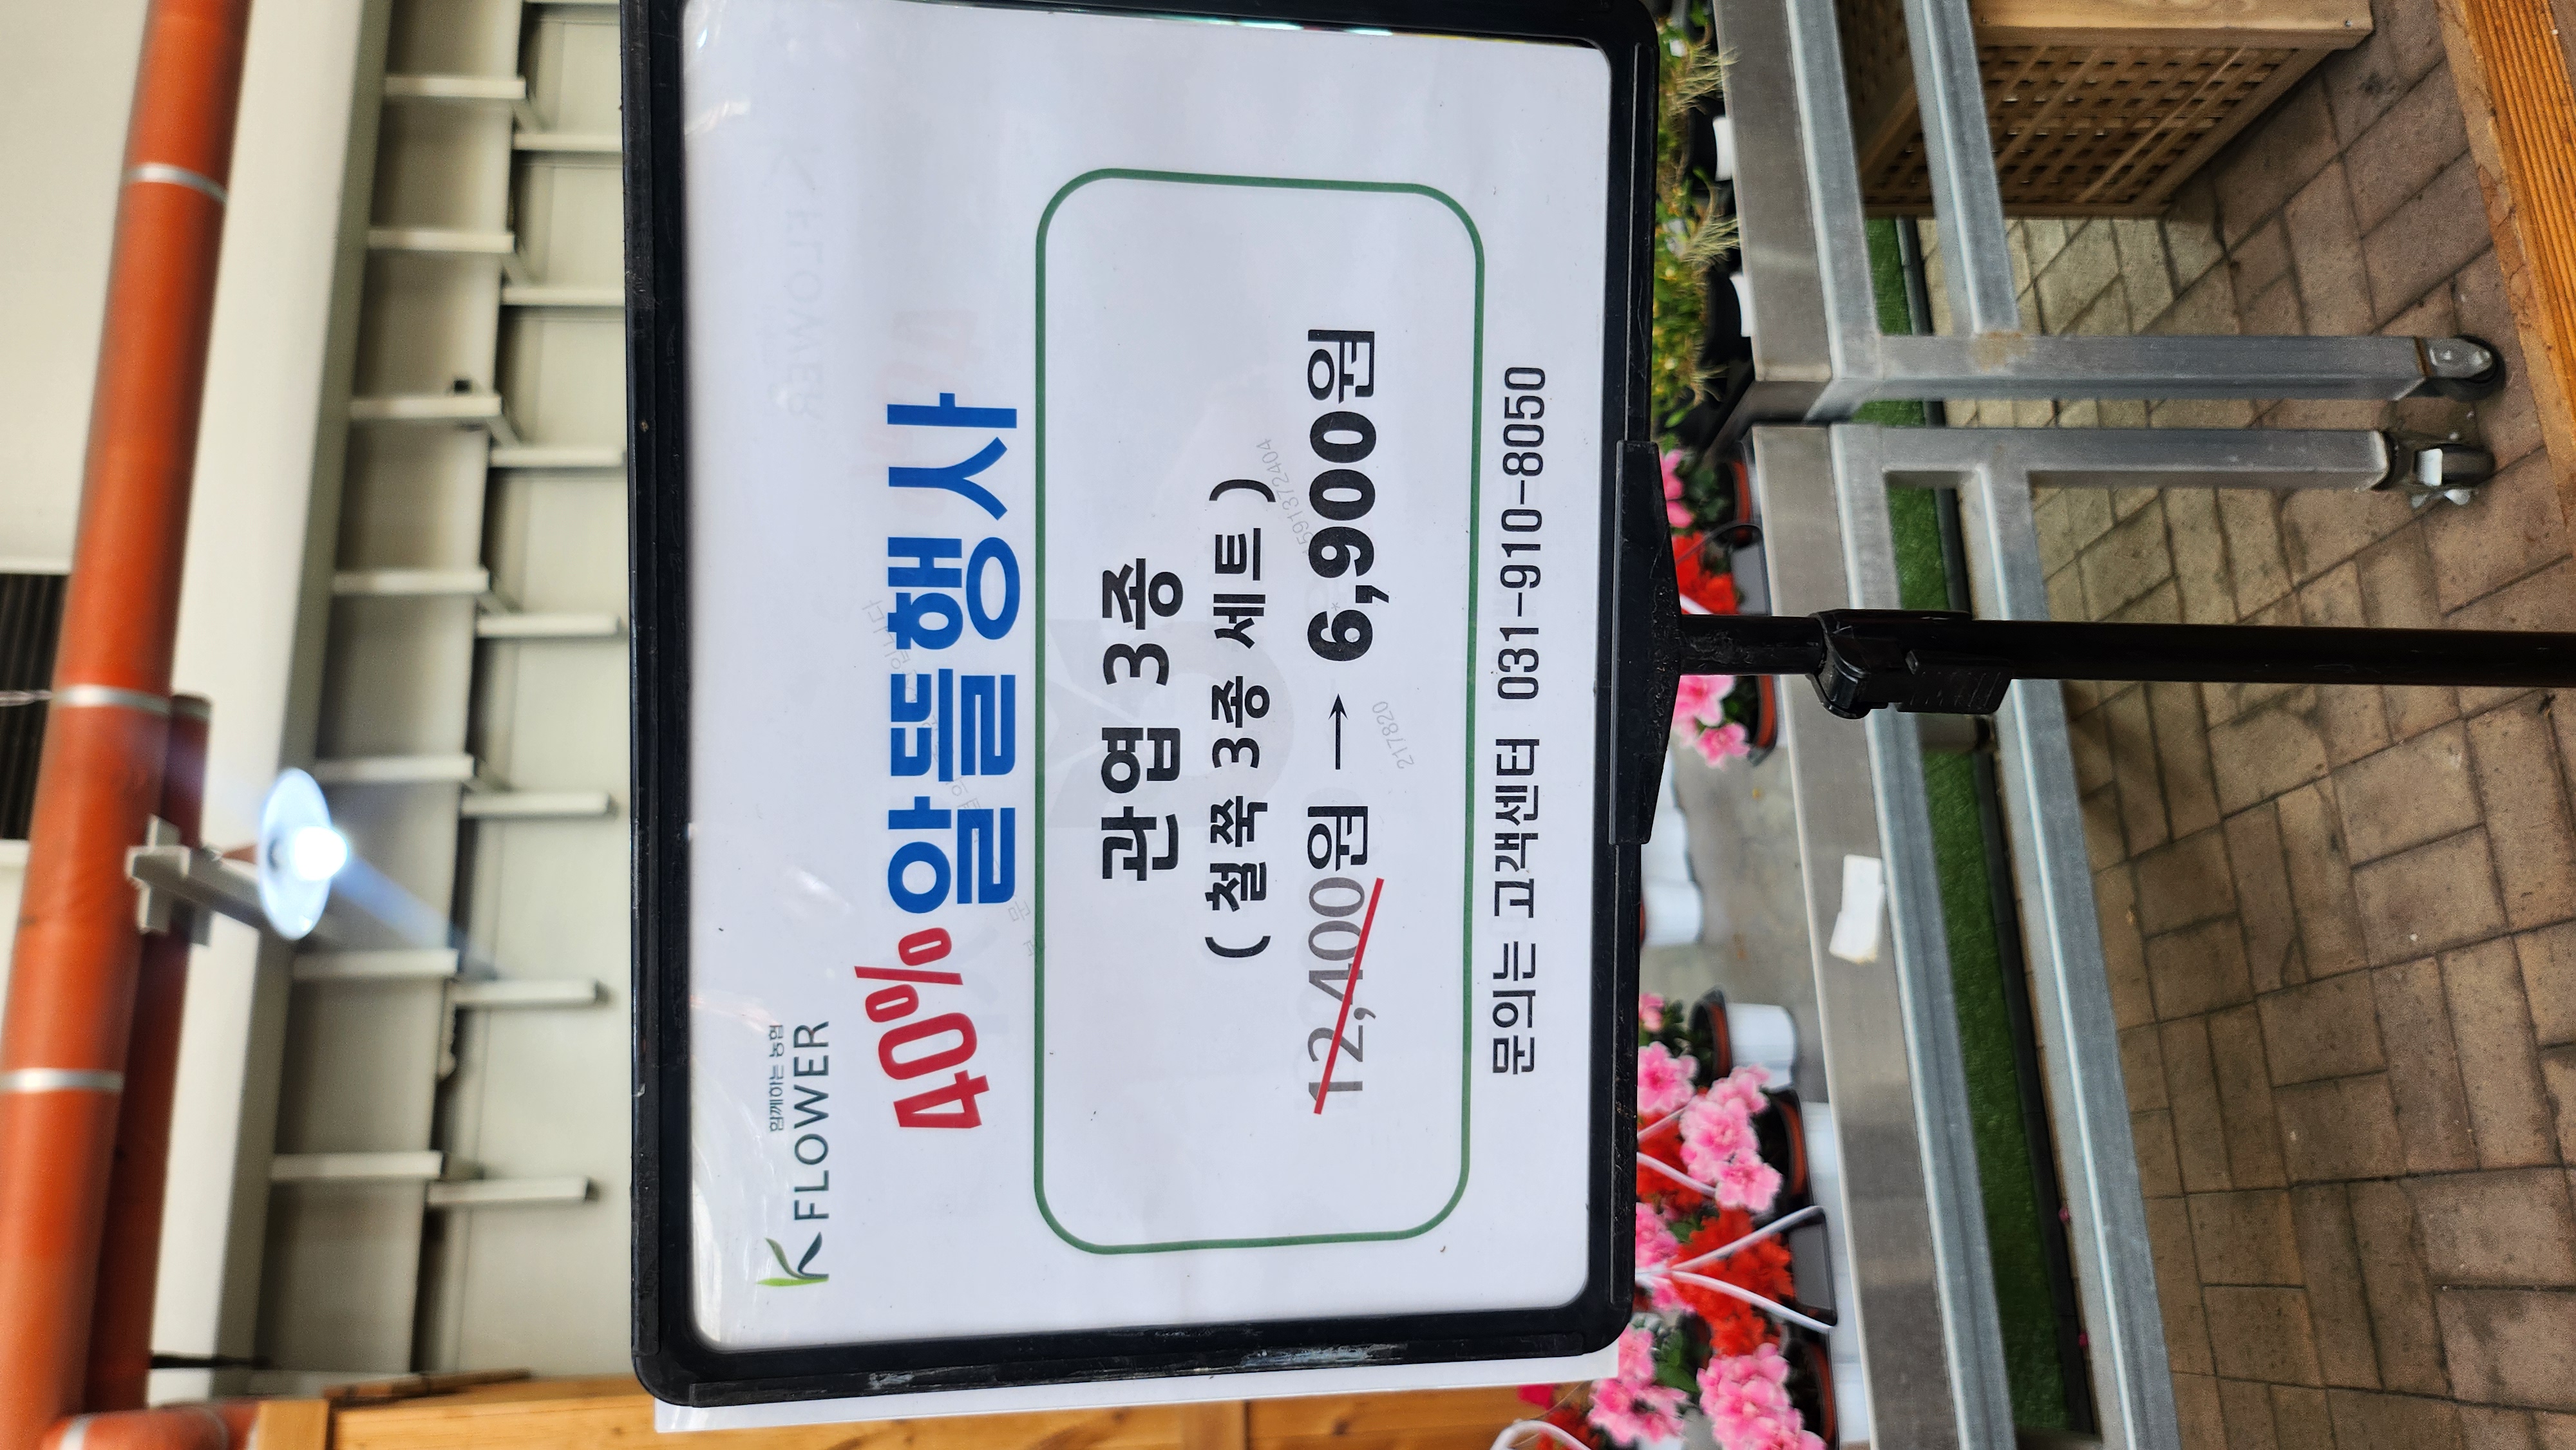 함께하는 농협
K FLOWER
40% 알뜰행사
관엽 3종
( 철쭉 3종 세트 )
12,400원 → 6,900원
문의는 고객센터 031-910-8050